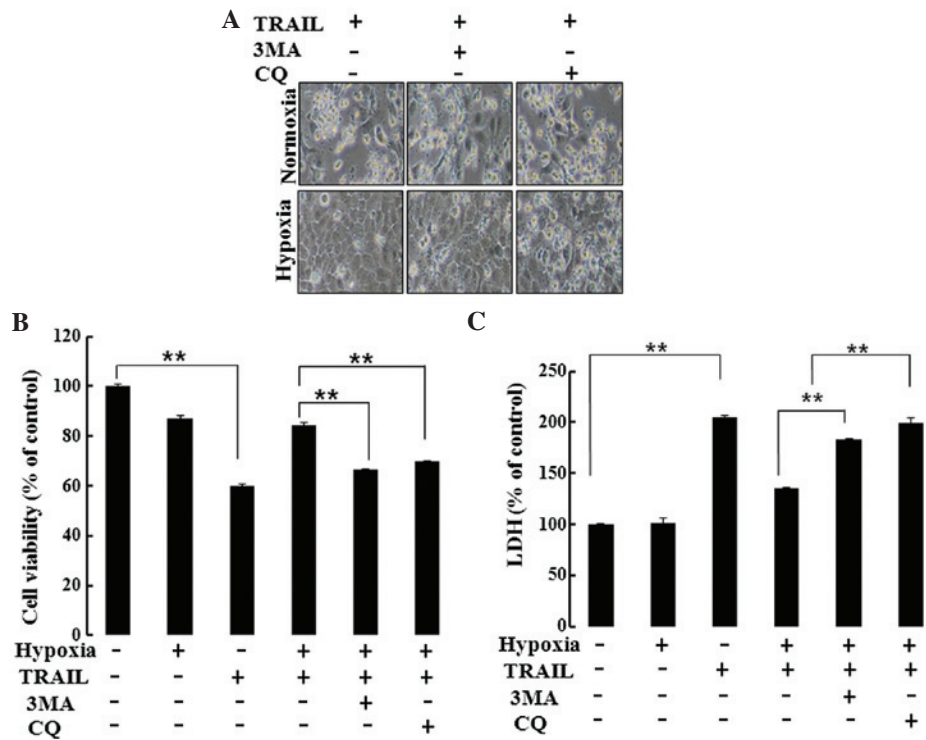 A
TRAIL + + +
3MA - + -
CQ - - +
Normoxia
Hypoxia
B
Cell viability (% of control)
120
100
80
60
40
20
0
** ** **
Hypoxia - + - + + +
TRAIL - - + + + +
3MA - - - - + -
CQ - - - - - +
C
LDH (% of control)
250
200
150
100
50
0
** ** **
Hypoxia - + - + + +
TRAIL - - + + + +
3MA - - - - + -
CQ - - - - - +